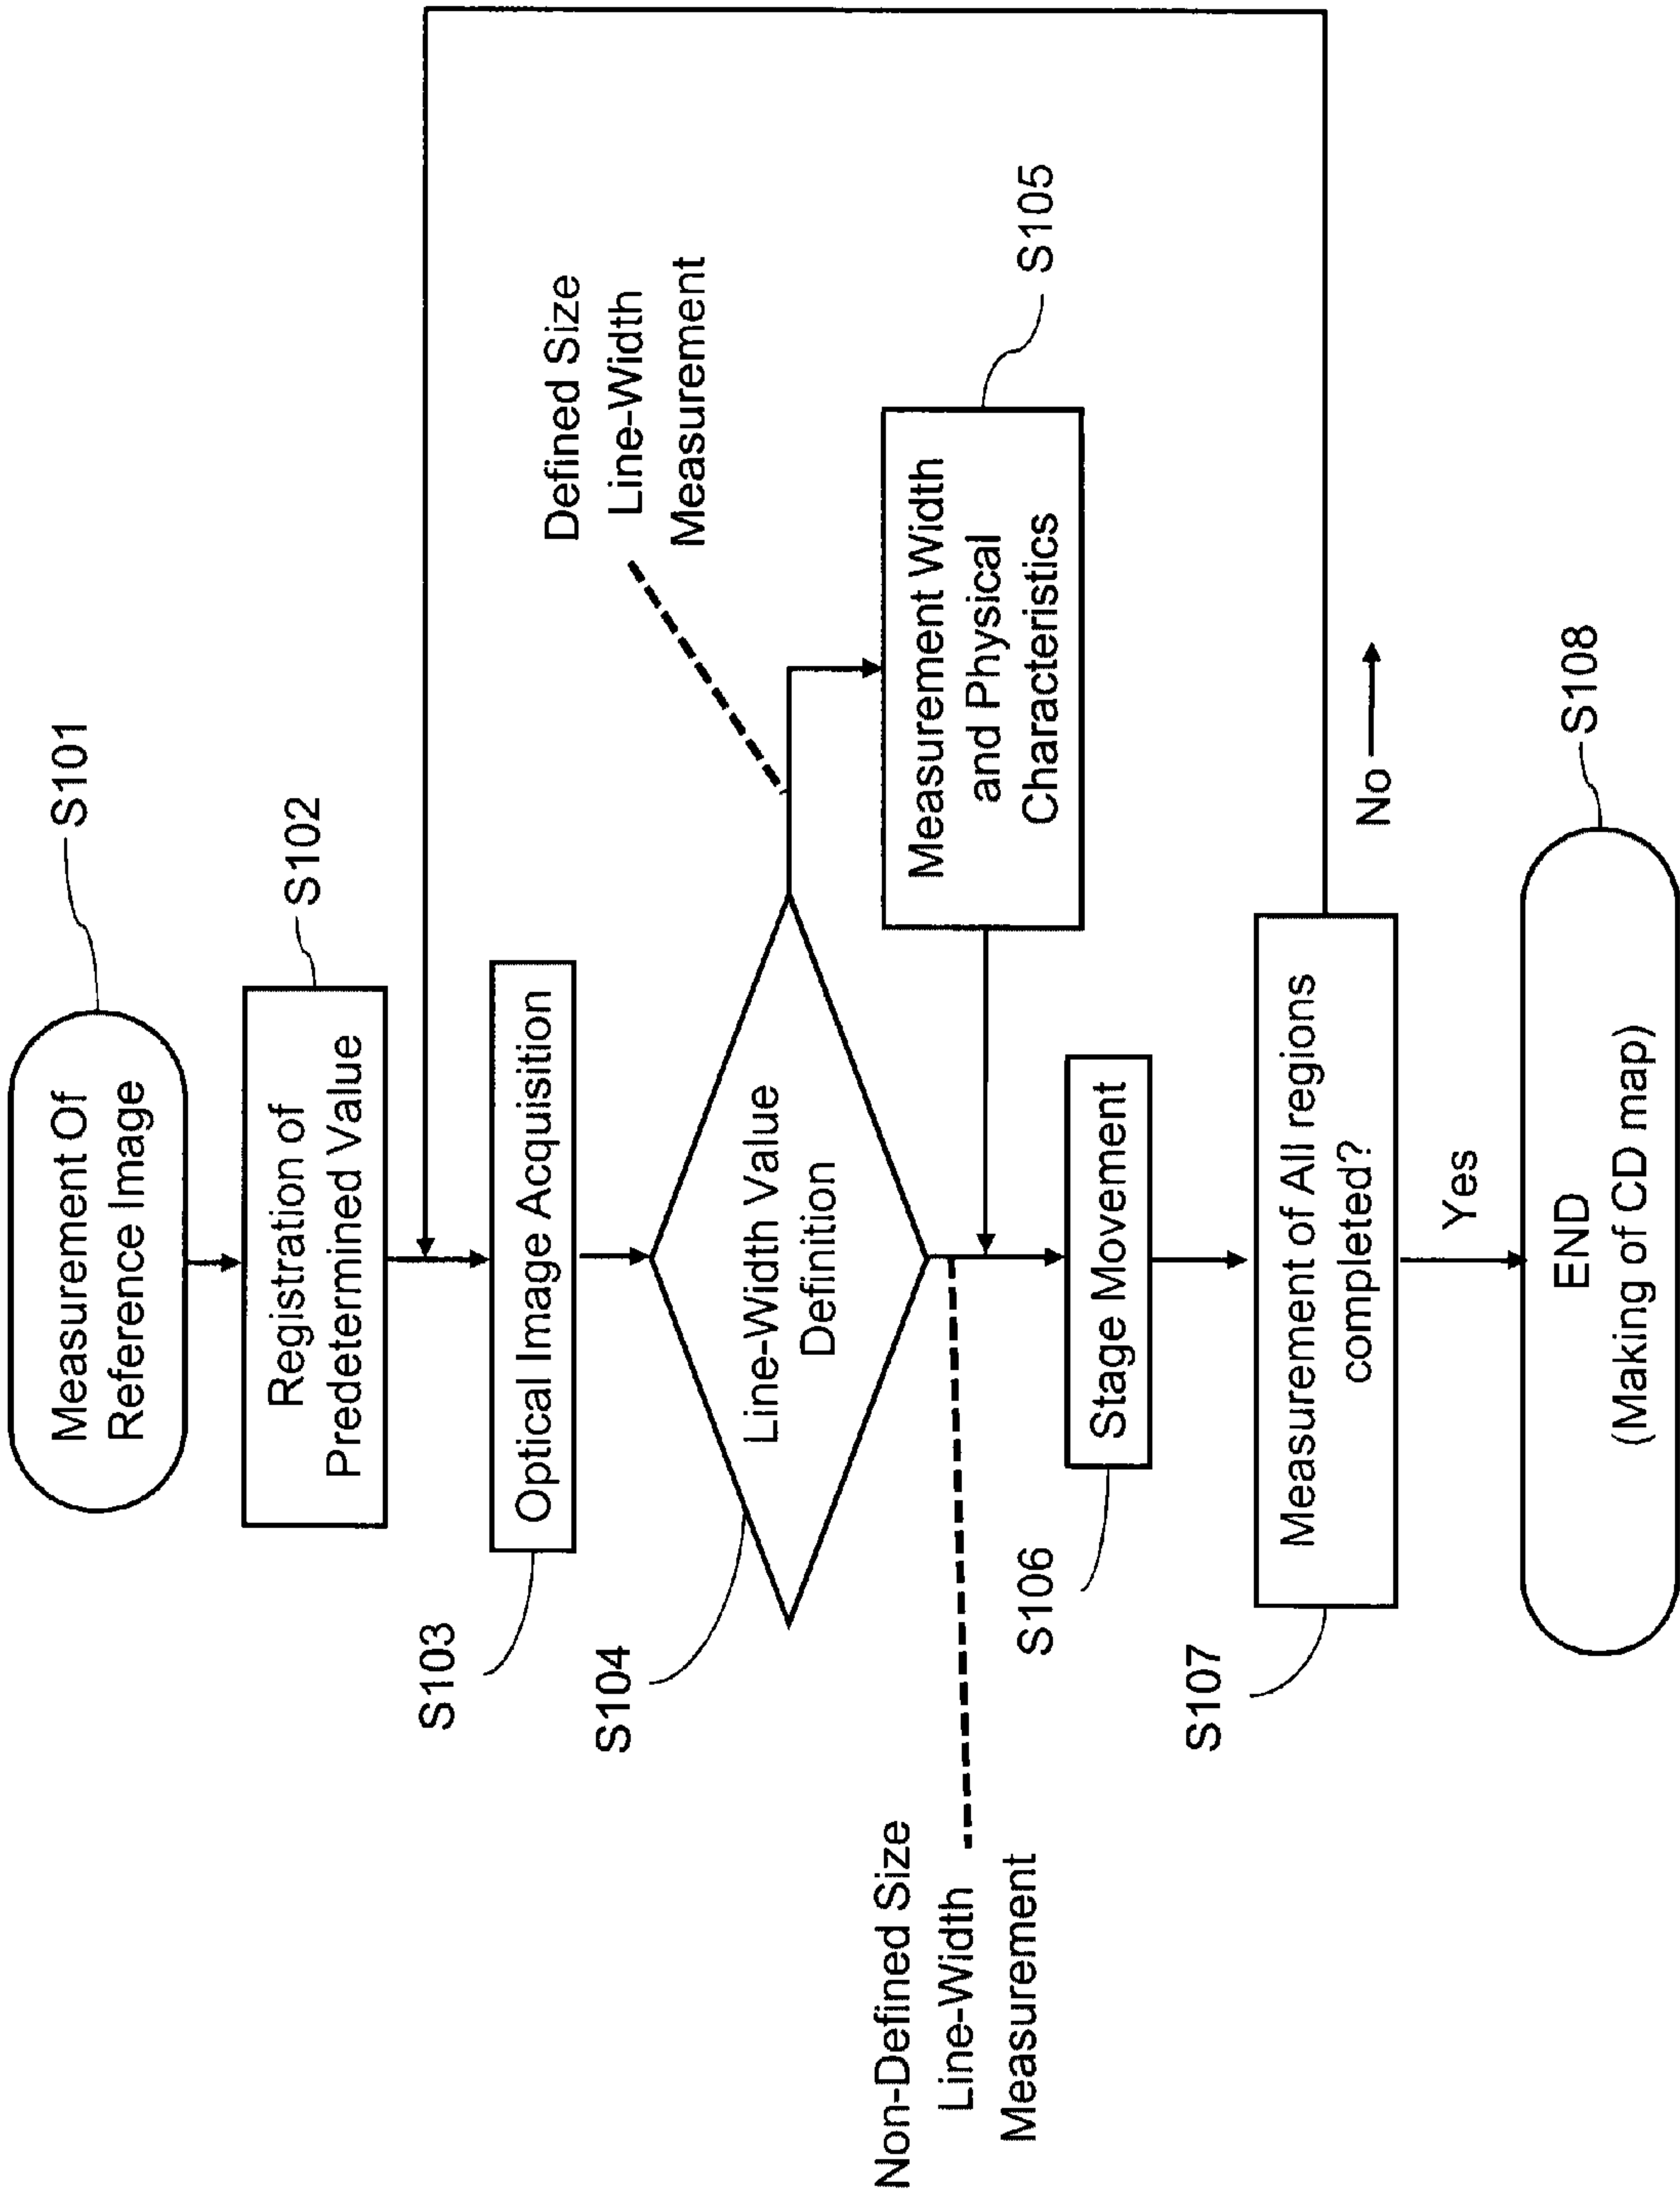 Measurement Of
Reference Image
S101
Registration of
Predetermined Value
S102
Optical Image Acquisition
S103
Line-Width Value
Definition
S104
Defined Size
Line-Width
Measurement
Measurement Width
and Physical
Characteristics
S105
Non-Defined Size
Line-Width
Measurement
Stage Movement
S106
Measurement of All regions
completed?
S107
No
Yes
END
(Making of CD map)
S108